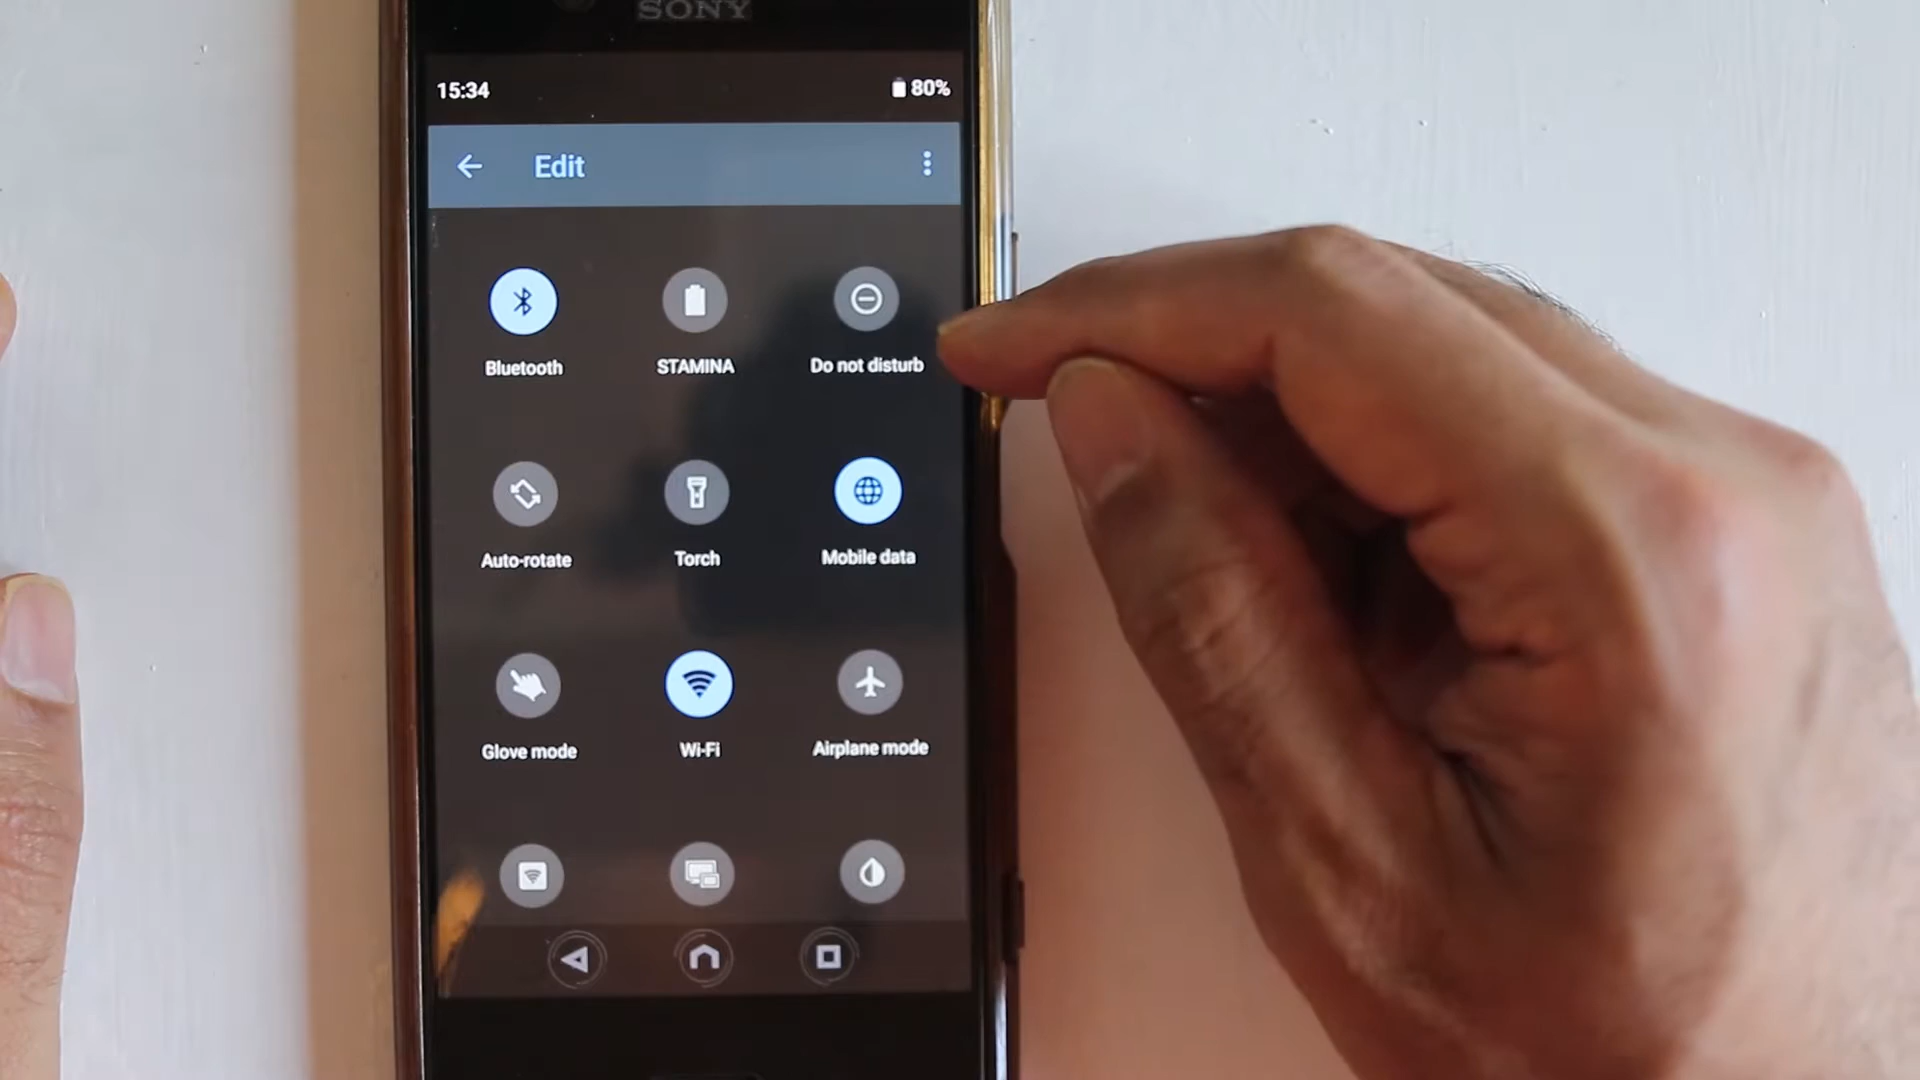 SONY
15:34 80%
Edit
Bluetooth STAMINA Do not disturb
Auto-rotate Torch Mobile data
Glove mode Wi-Fi Airplane mode